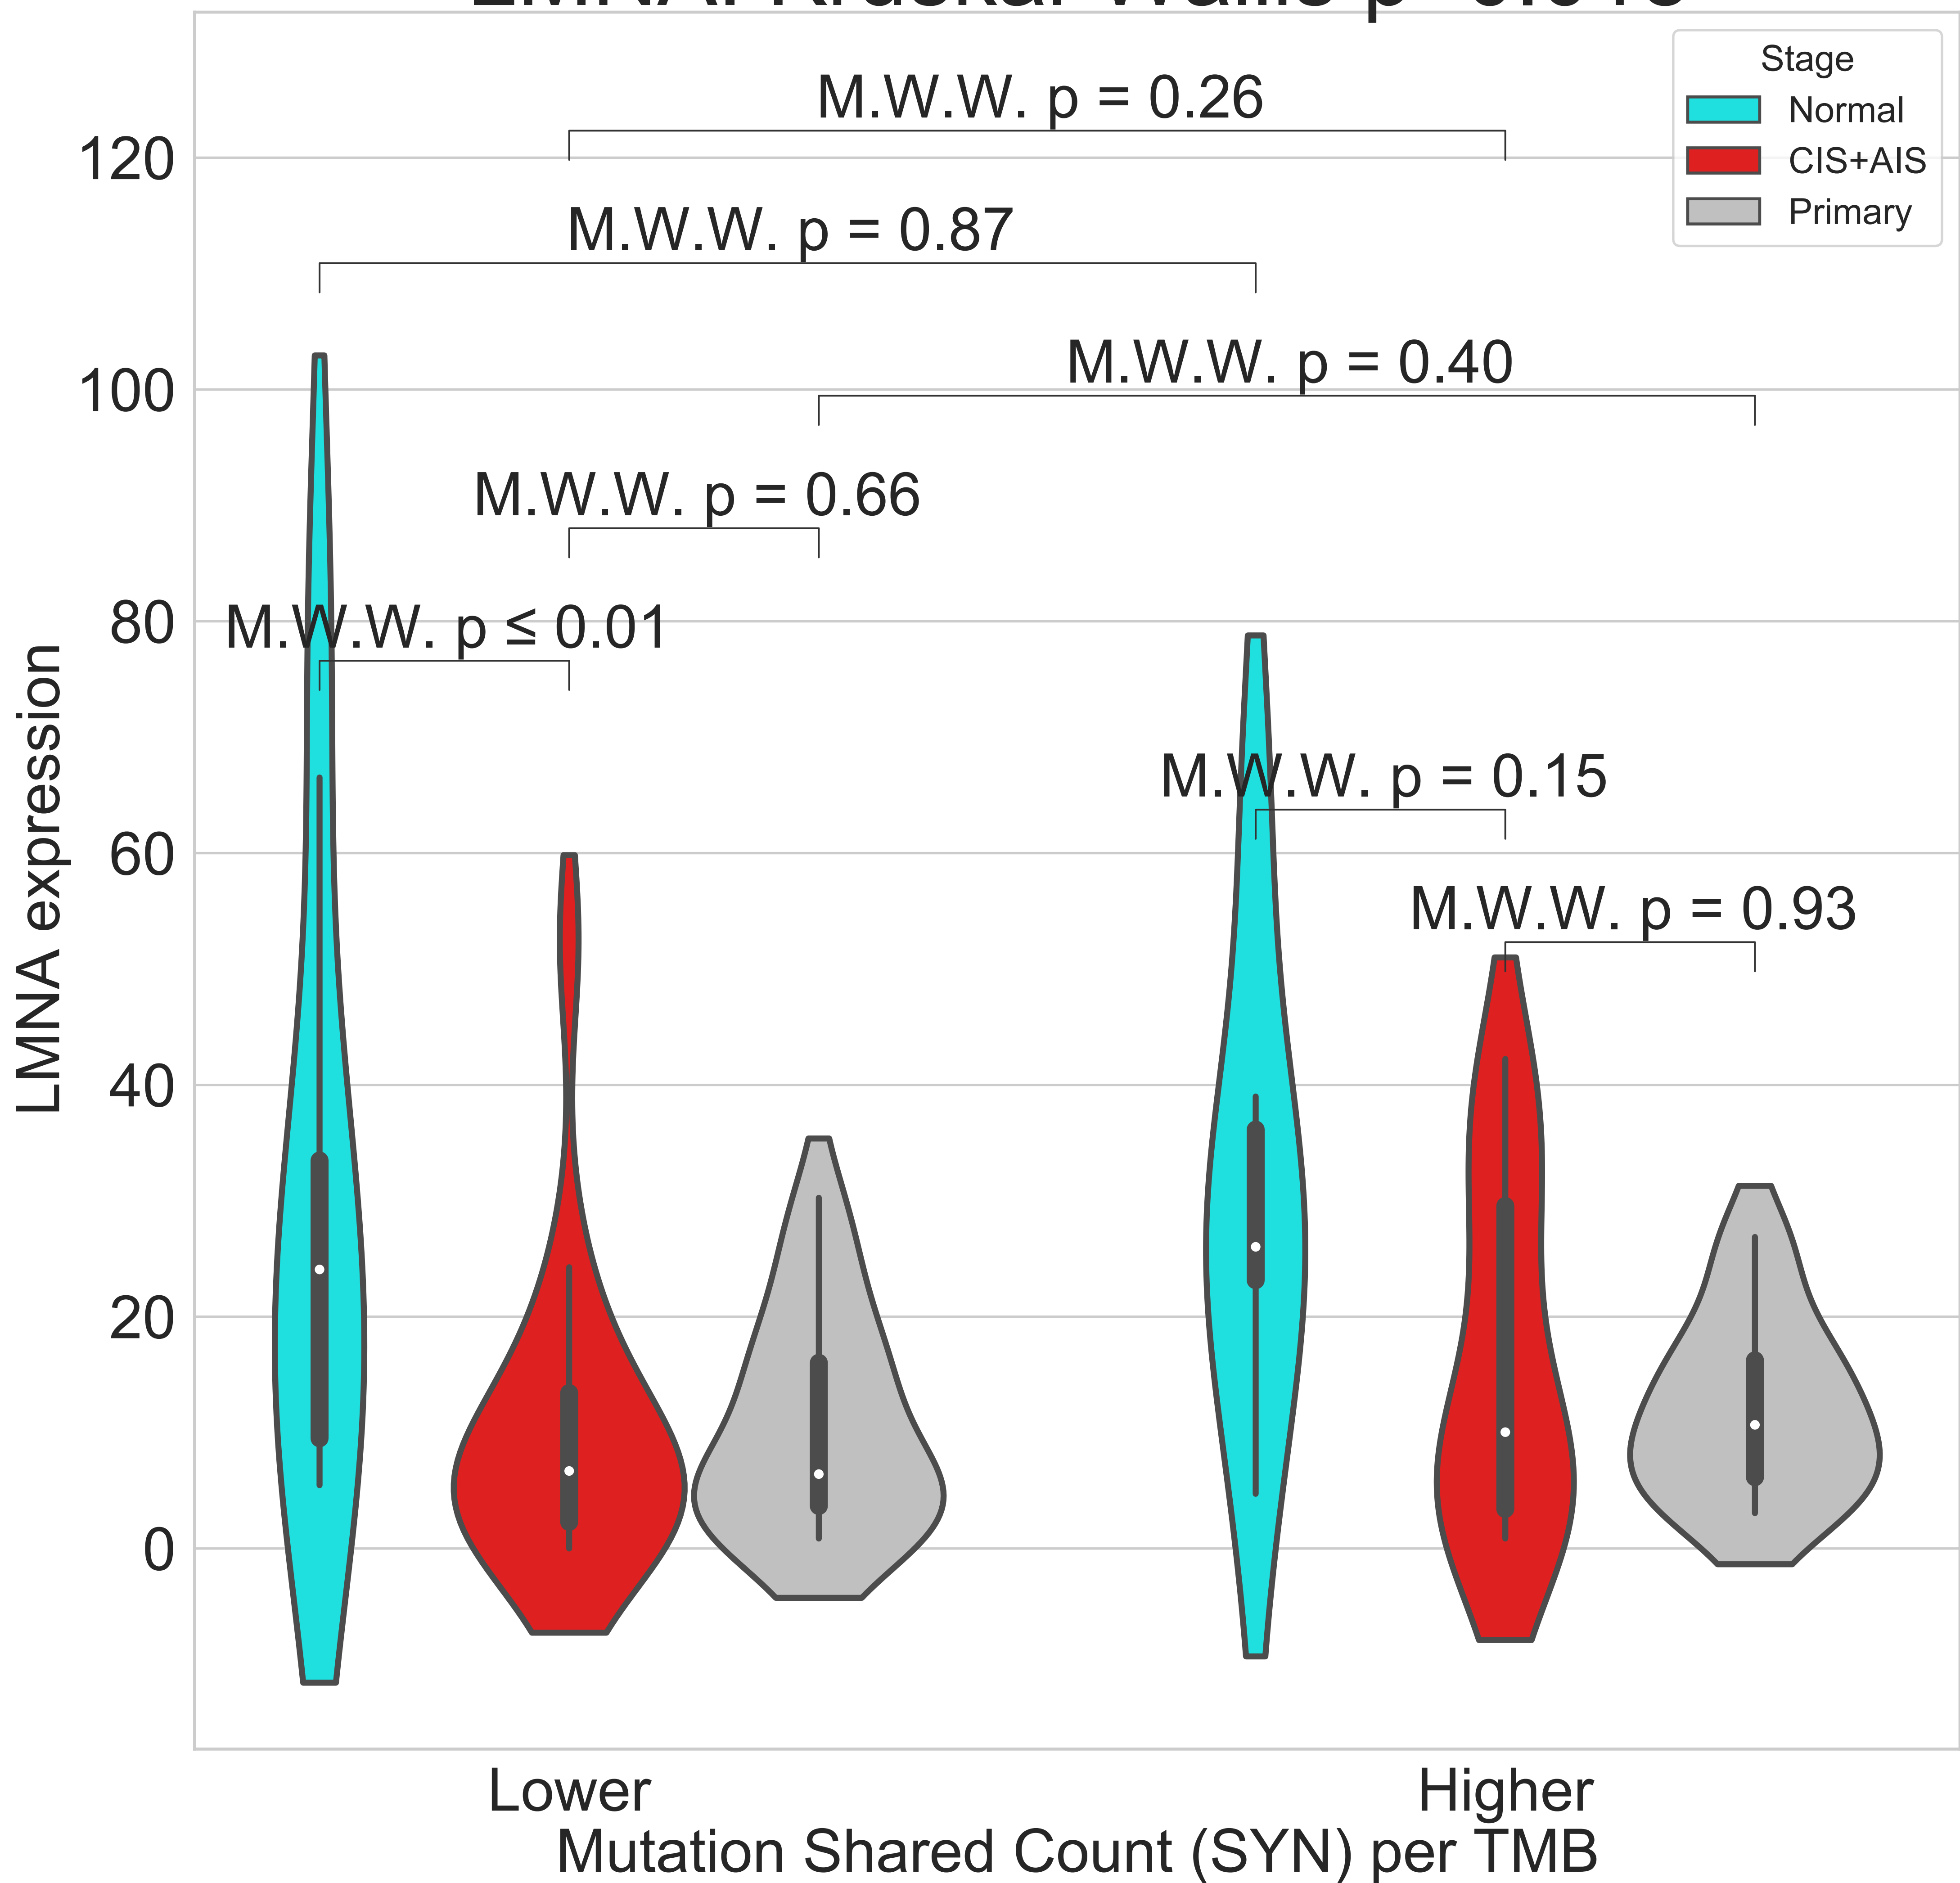 Stage
Normal
CIS+AIS
Primary
M.W.W. p = 0.26
M.W.W. p = 0.87
M.W.W. p = 0.40
M.W.W. p = 0.66
M.W.W. p ≤ 0.01
M.W.W. p = 0.15
M.W.W. p = 0.93
120
100
80
60
40
20
0
LMNA expression
Lower
Higher
Mutation Shared Count (SYN) per TMB